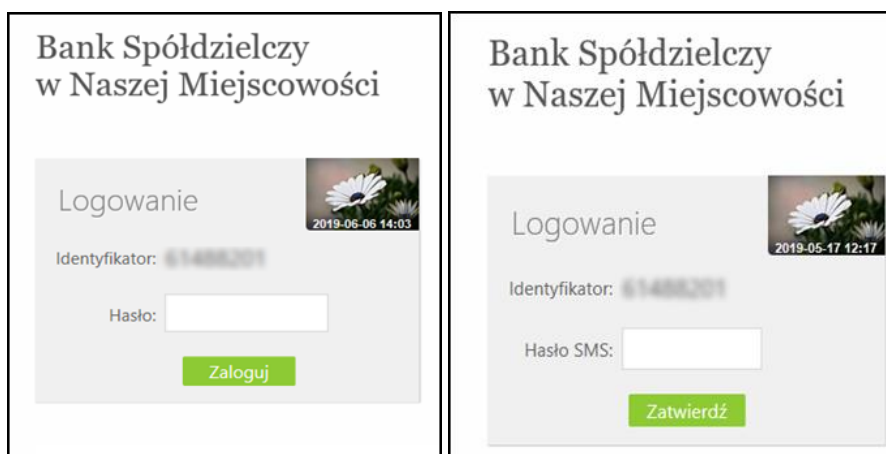 Bank Spółdzielczy
w Naszej Miejscowości
Logowanie
2019-06-06 14:03
Identyfikator:
Hasło:
Zaloguj
Bank Spółdzielczy
w Naszej Miejscowości
Logowanie
2019-05-17 12:17
Identyfikator:
Hasło SMS:
Zatwierdź